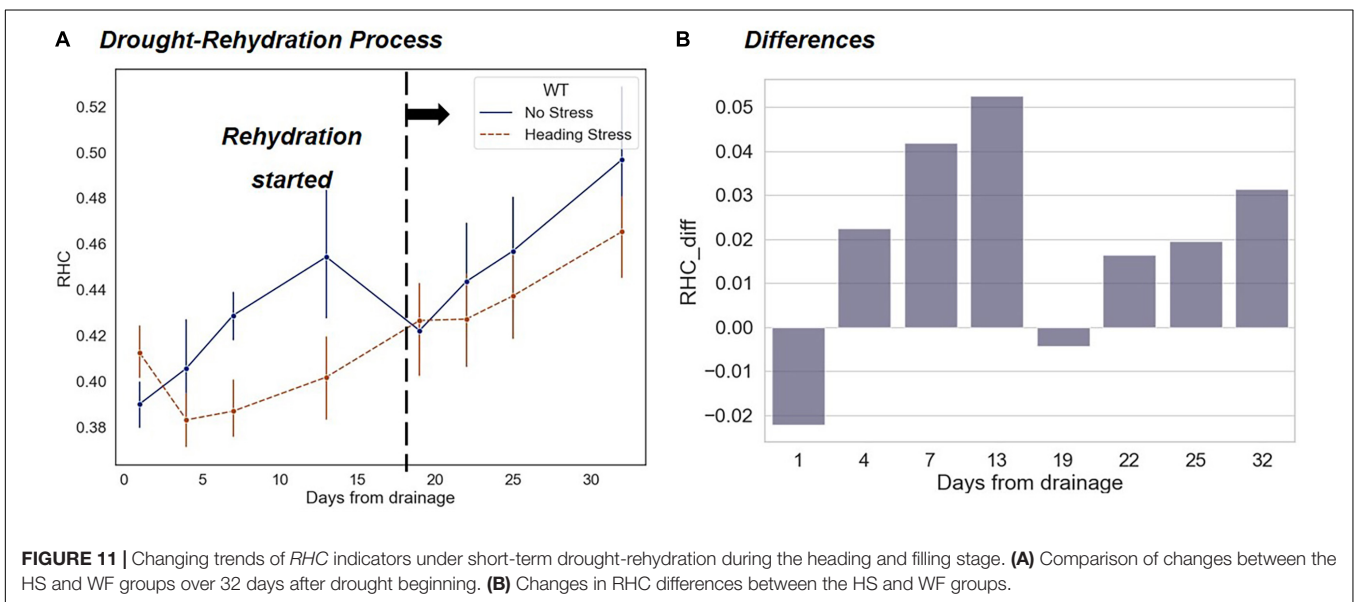 A Drought-Rehydration Process
WT
No Stress
Heading Stress
Rehydration
started
RHC
0.52
0.50
0.48
0.46
0.44
0.42
0.40
0.38
0 5 10 15 20 25 30
Days from drainage
B Differences
RHC_diff
0.05
0.04
0.03
0.02
0.01
0.00
−0.01
−0.02
1 4 7 13 19 22 25 32
Days from drainage
FIGURE 11 | Changing trends of RHC indicators under short-term drought-rehydration during the heading and filling stage. (A) Comparison of changes between the
HS and WF groups over 32 days after drought beginning. (B) Changes in RHC differences between the HS and WF groups.